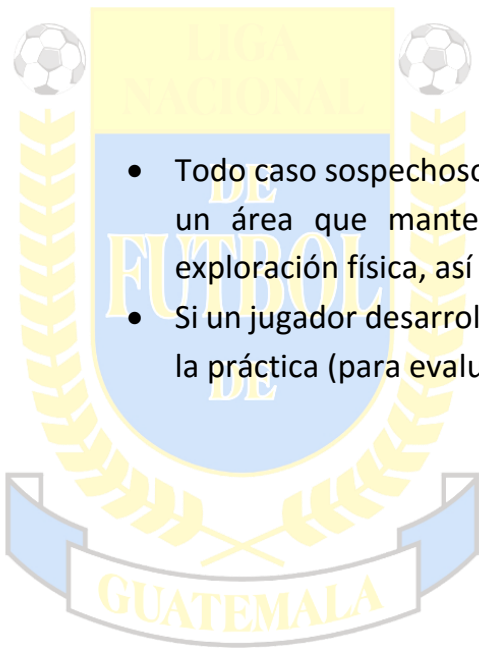 LIGA
NACIONAL
• Todo caso sospechoso
DE
un área que mante
exploración física, así
FUTBOL
• Si un jugador desarrol
la práctica (para evalu
DE
GUATEMALA